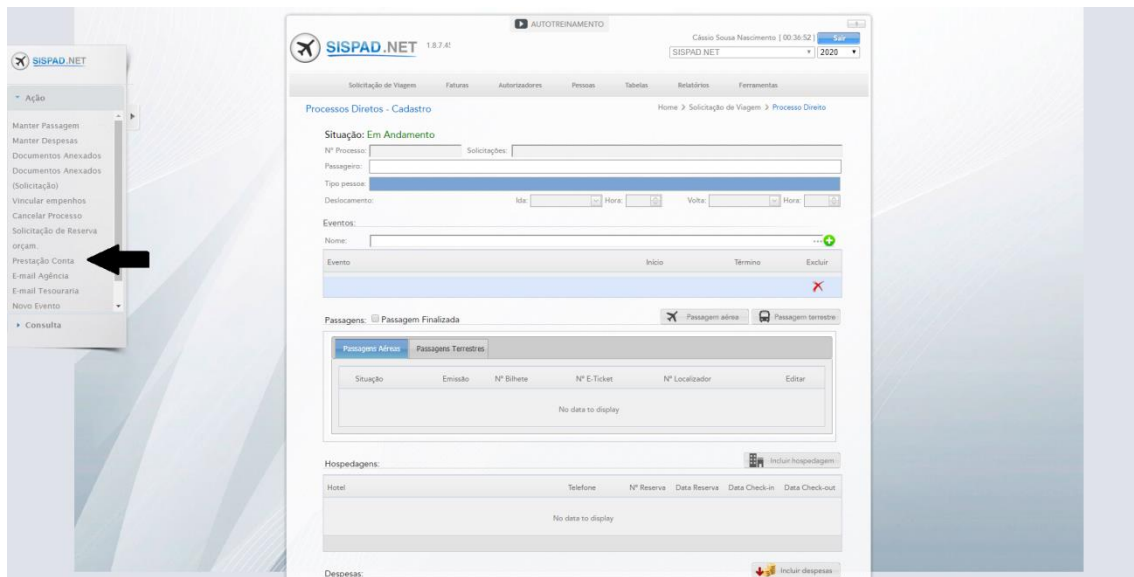 AUTOTREINAMENTO
SISPAD.NET 1.8.7.4!
Cássio Sousa Nascimento [ 00:36:52 ] Sair
SISPAD.NET 2020
Solicitação de Viagem Faturas Autorizadores Pessoas Tabelas Relatórios Ferramentas
SISPAD.NET
Ação
Manter Passagem
Manter Despesas
Documentos Anexados
Documentos Anexados
(Solicitação)
Vincular empenhos
Cancelar Processo
Solicitação de Reserva
orçam.
Prestação Conta
E-mail Agência
E-mail Tesouraria
Novo Evento
Consulta
Processos Diretos - Cadastro
Home > Solicitação de Viagem > Processo Direito
Situação: Em Andamento
Nº Processo: Solicitações:
Passageiro:
Tipo pessoa:
Deslocamento: Ida: Hora: Volta: Hora:
Eventos:
Nome: ...
Evento Início Término Excluir
Passagens: Passagem Finalizada Passagem aérea Passagem terrestre
Passagens Aéreas Passagens Terrestres
Situação Emissão Nº Bilhete Nº E-Ticket Nº Localizador Editar
No data to display
Hospedagens: Incluir hospedagem
Hotel Telefone Nº Reserva Data Reserva Data Check-in Data Check-out
No data to display
Despesas: Incluir despesas